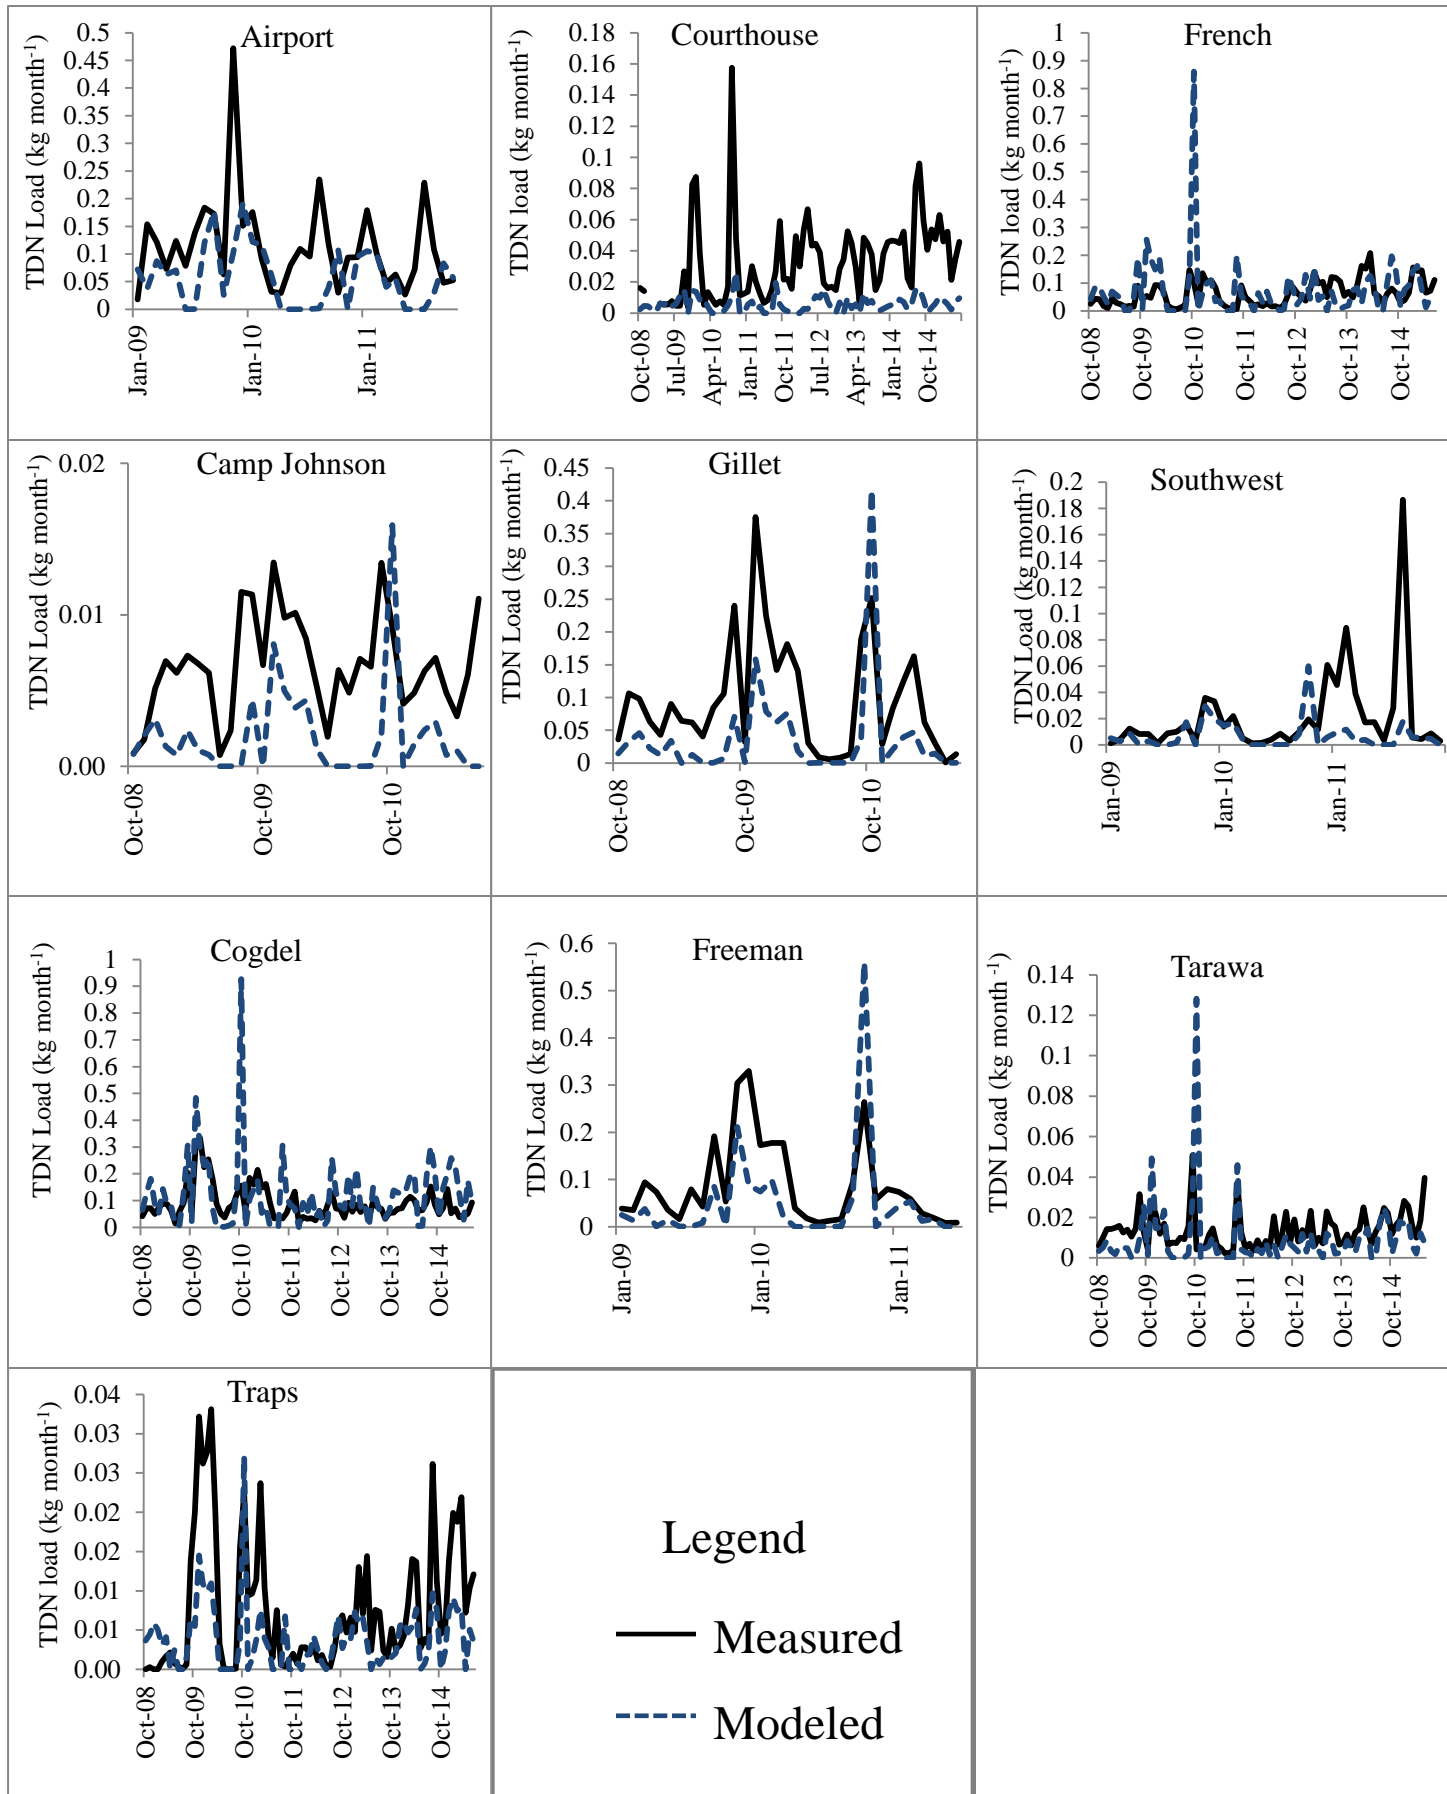 Airport
TDN Load (kg month-1)
0.5
0.45
0.4
0.35
0.3
0.25
0.2
0.15
0.1
0.05
0
Jan-09
Jan-10
Jan-11
Courthouse
TDN load (kg month-1)
0.18
0.16
0.14
0.12
0.1
0.08
0.06
0.04
0.02
0
Oct-08
Jul-09
Apr-10
Jan-11
Oct-11
Jul-12
Apr-13
Jan-14
Oct-14
French
TDN load (kg month-1)
1
0.9
0.8
0.7
0.6
0.5
0.4
0.3
0.2
0.1
0
Oct-08
Oct-09
Oct-10
Oct-11
Oct-12
Oct-13
Oct-14
Camp Johnson
TDN Load (kg month-1)
0.02
0.01
0.00
Oct-08
Oct-09
Oct-10
Gillet
TDN Load (kg month-1)
0.45
0.4
0.35
0.3
0.25
0.2
0.15
0.1
0.05
0
Oct-08
Oct-09
Oct-10
Southwest
TDN Load (kg month-1)
0.2
0.18
0.16
0.14
0.12
0.1
0.08
0.06
0.04
0.02
0
Jan-09
Jan-10
Jan-11
Cogdel
TDN Load (kg month-1)
1
0.9
0.8
0.7
0.6
0.5
0.4
0.3
0.2
0.1
0
Oct-08
Oct-09
Oct-10
Oct-11
Oct-12
Oct-13
Oct-14
Freeman
TDN Load (kg month-1)
0.6
0.5
0.4
0.3
0.2
0.1
0
Jan-09
Jan-10
Jan-11
Tarawa
TDN Load (kg month -1)
0.14
0.12
0.1
0.08
0.06
0.04
0.02
0
Oct-08
Oct-09
Oct-10
Oct-11
Oct-12
Oct-13
Oct-14
Traps
TDN load (kg month-1)
0.04
0.03
0.03
0.02
0.02
0.01
0.01
0.00
Oct-08
Oct-09
Oct-10
Oct-11
Oct-12
Oct-13
Oct-14
Legend
Measured
Modeled